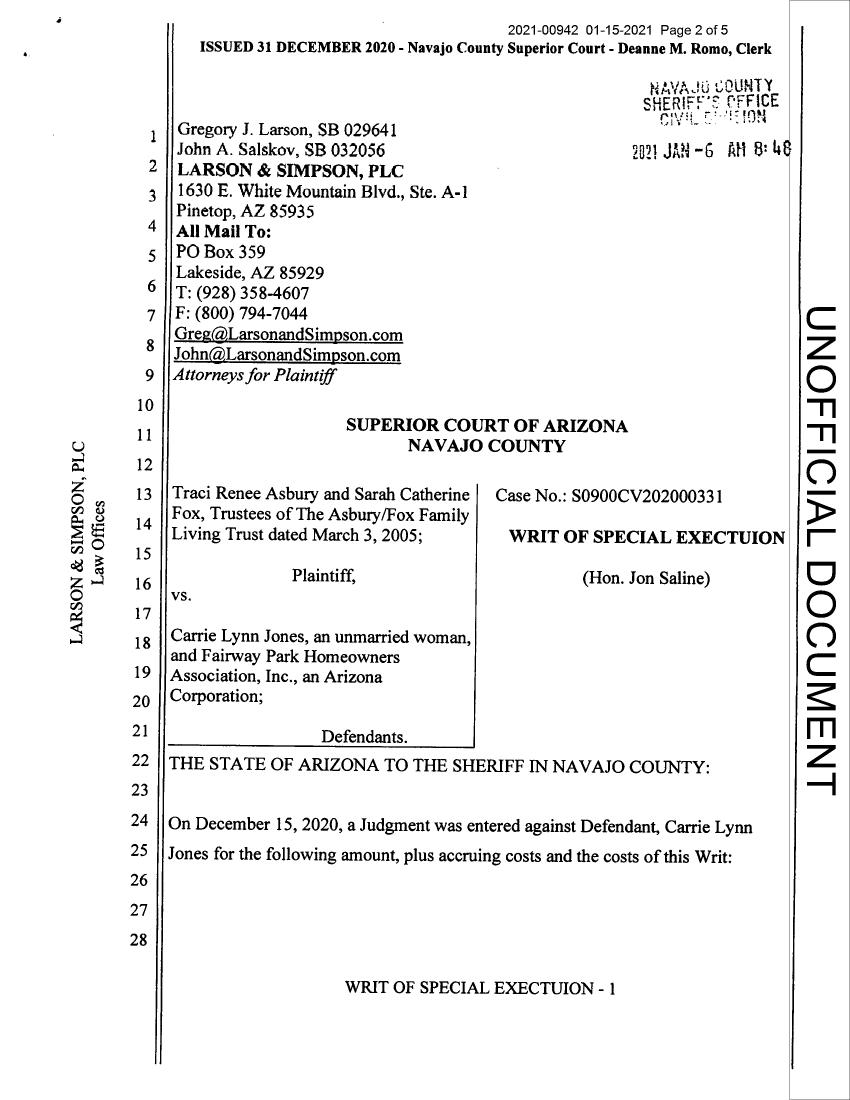 2021-00942 01-15-2021 Page 2 of 5
ISSUED 31 DECEMBER 2020 - Navajo County Superior Court - Deanne M. Romo, Clerk
NAVAJO COUNTY
SHERIFF'S OFFICE
CIVIL DIVISION
2021 JAN -6 AM 8:48
1 Gregory J. Larson, SB 029641
John A. Salskov, SB 032056
2 LARSON & SIMPSON, PLC
3 1630 E. White Mountain Blvd., Ste. A-1
Pinetop, AZ 85935
4 All Mail To:
5 PO Box 359
Lakeside, AZ 85929
6 T: (928) 358-4607
7 F: (800) 794-7044
Greg@LarsonandSimpson.com
8 John@LarsonandSimpson.com
9 Attorneys for Plaintiff
10
11 SUPERIOR COURT OF ARIZONA
NAVAJO COUNTY
12
13 Traci Renee Asbury and Sarah Catherine
14 Fox, Trustees of The Asbury/Fox Family
Living Trust dated March 3, 2005;
15
16 Plaintiff,
vs.
17
18 Carrie Lynn Jones, an unmarried woman,
and Fairway Park Homeowners
19 Association, Inc., an Arizona
20 Corporation;
21 Defendants.
Case No.: S0900CV202000331
WRIT OF SPECIAL EXECTUION
(Hon. Jon Saline)
22 THE STATE OF ARIZONA TO THE SHERIFF IN NAVAJO COUNTY:
23
24 On December 15, 2020, a Judgment was entered against Defendant, Carrie Lynn
25 Jones for the following amount, plus accruing costs and the costs of this Writ:
26
27
28
WRIT OF SPECIAL EXECTUION - 1
LARSON & SIMPSON, PLC
Law Offices
UNOFFICIAL DOCUMENT